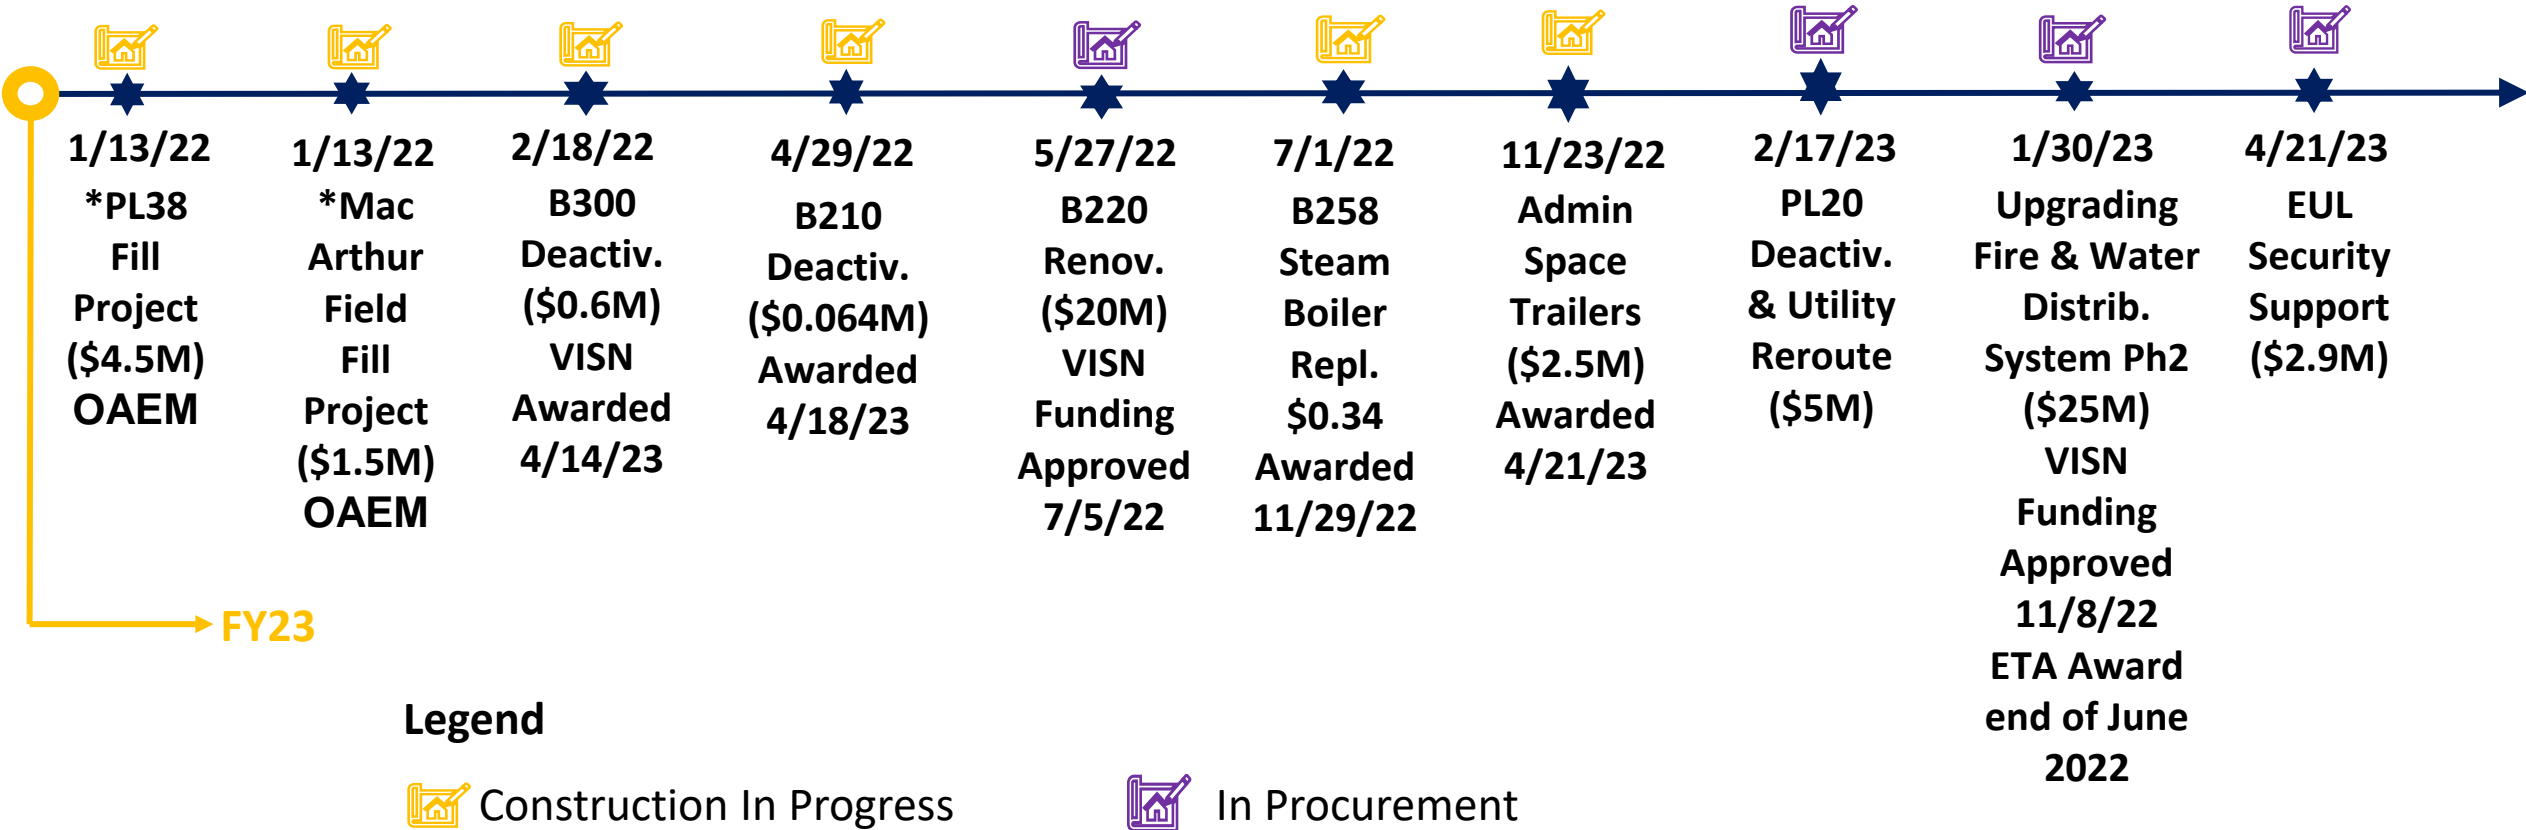 1/13/22
*PL38
Fill
Project
($4.5M)
OAEM
1/13/22
*Mac
Arthur
Field
Fill
Project
($1.5M)
OAEM
2/18/22
B300
Deactiv.
($0.6M)
VISN
Awarded
4/14/23
4/29/22
B210
Deactiv.
($0.064M)
Awarded
4/18/23
5/27/22
B220
Renov.
($20M)
VISN
Funding
Approved
7/5/22
7/1/22
B258
Steam
Boiler
Repl.
$0.34
Awarded
11/29/22
11/23/22
Admin
Space
Trailers
($2.5M)
Awarded
4/21/23
2/17/23
PL20
Deactiv.
& Utility
Reroute
($5M)
1/30/23
Upgrading
Fire & Water
Distrib.
System Ph2
($25M)
VISN
Funding
Approved
11/8/22
ETA Award
end of June
2022
4/21/23
EUL
Security
Support
($2.9M)
FY23
Legend
Construction In Progress
In Procurement